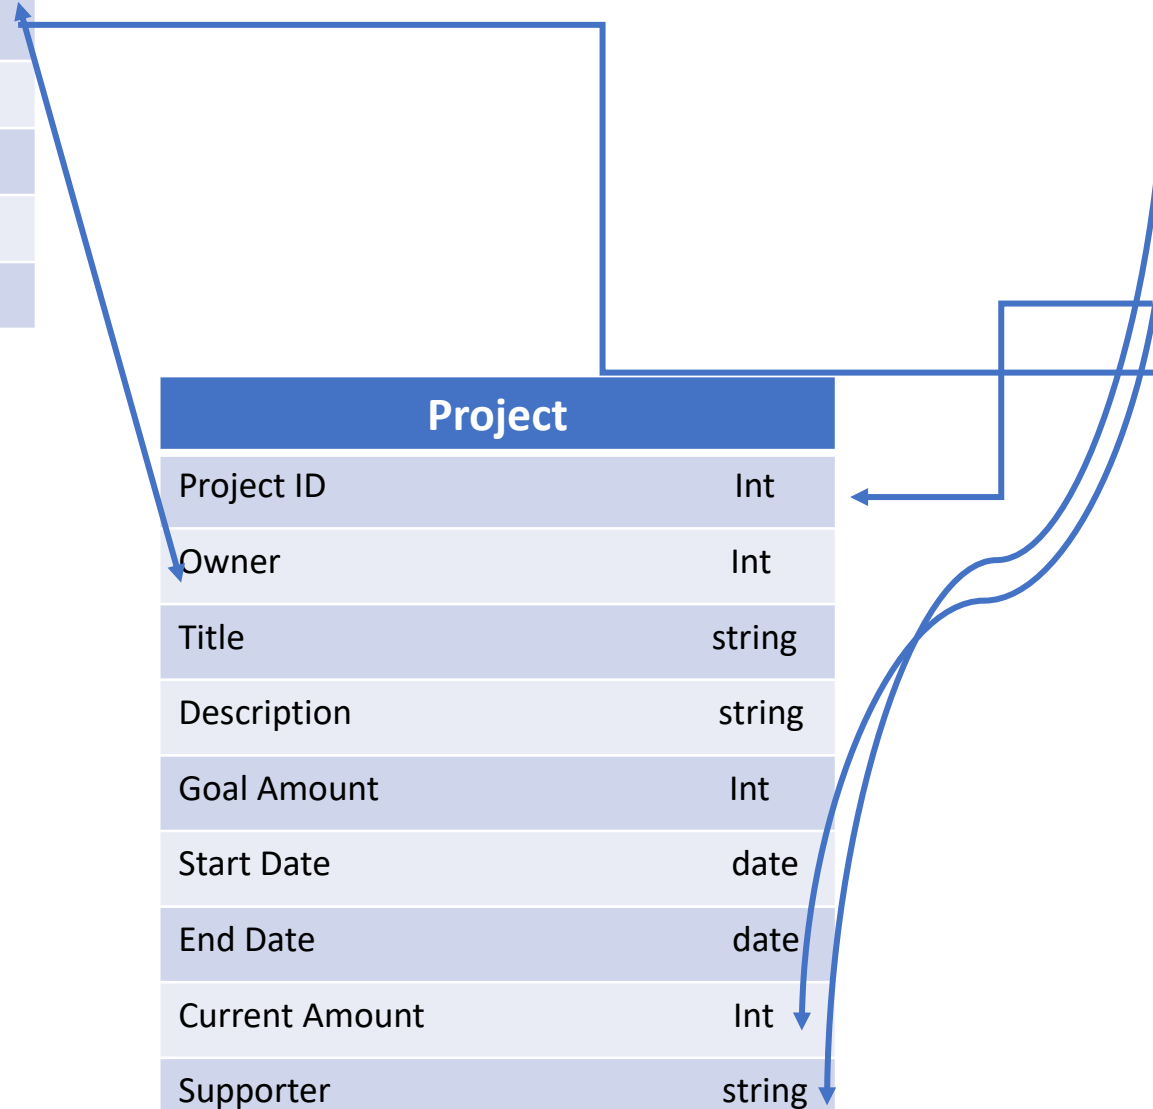 Project
Project ID Int
Owner Int
Title string
Description string
Goal Amount Int
Start Date date
End Date date
Current Amount Int
Supporter string